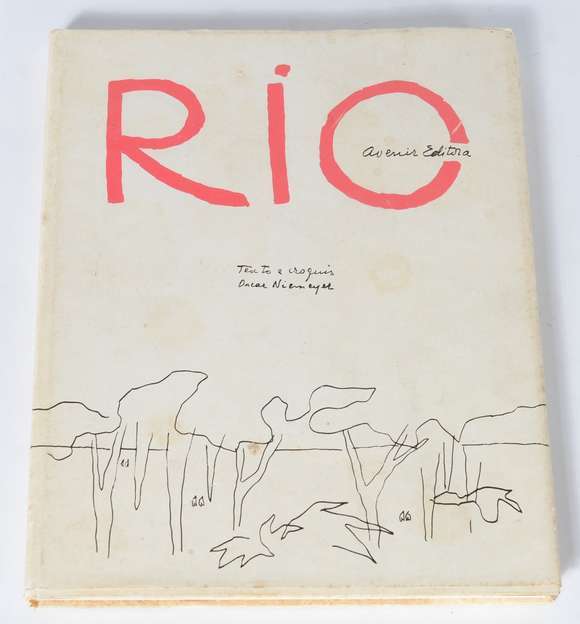 RiO
Avenir Editora
Texto e croquis
Oscar Niemeyer